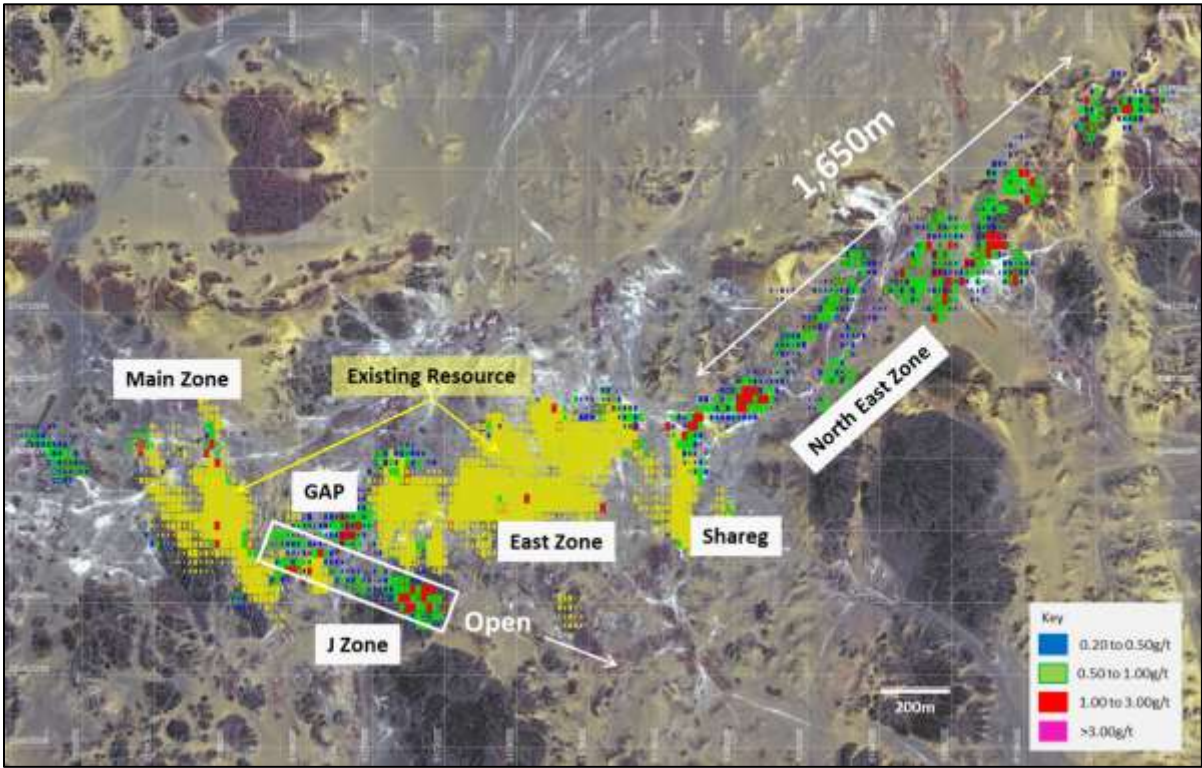 1,650m
North East Zone
Main Zone
Existing Resource
GAP
East Zone
Shareg
J Zone
Open
200m
Key
0.20 to 0.50g/t
0.50 to 1.00g/t
1.00 to 3.00g/t
>3.00g/t